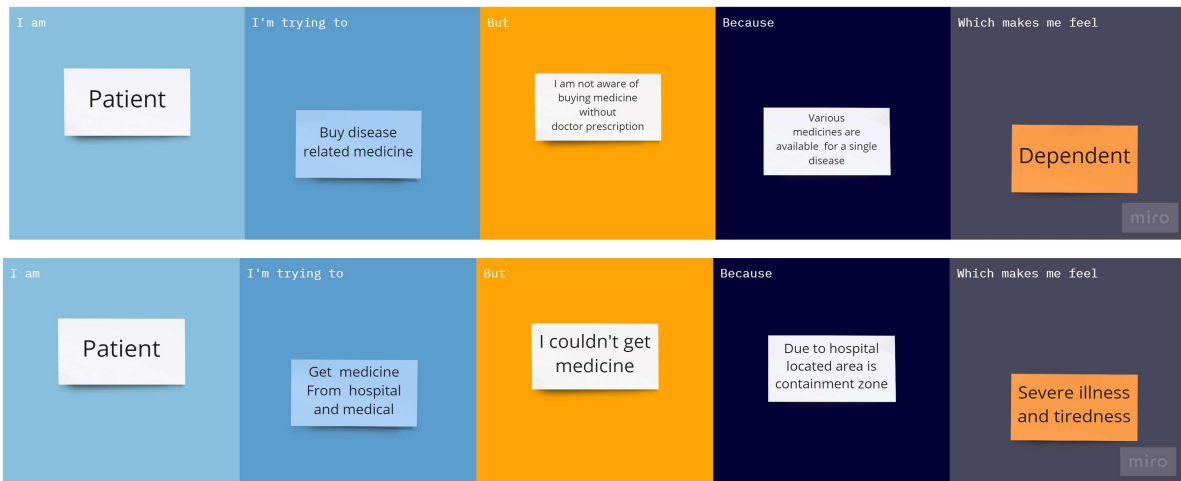 I am
I'm trying to
But
Because
Which makes me feel
Patient
Buy disease
related medicine
I am not aware of
buying medicine
without
doctor prescription
Various
medicines are
available for a single
disease
Dependent
miro
I am
I'm trying to
But
Because
Which makes me feel
Patient
Get medicine
From hospital
and medical
I couldn't get
medicine
Due to hospital
located area is
containment zone
Severe illness
and tiredness
miro